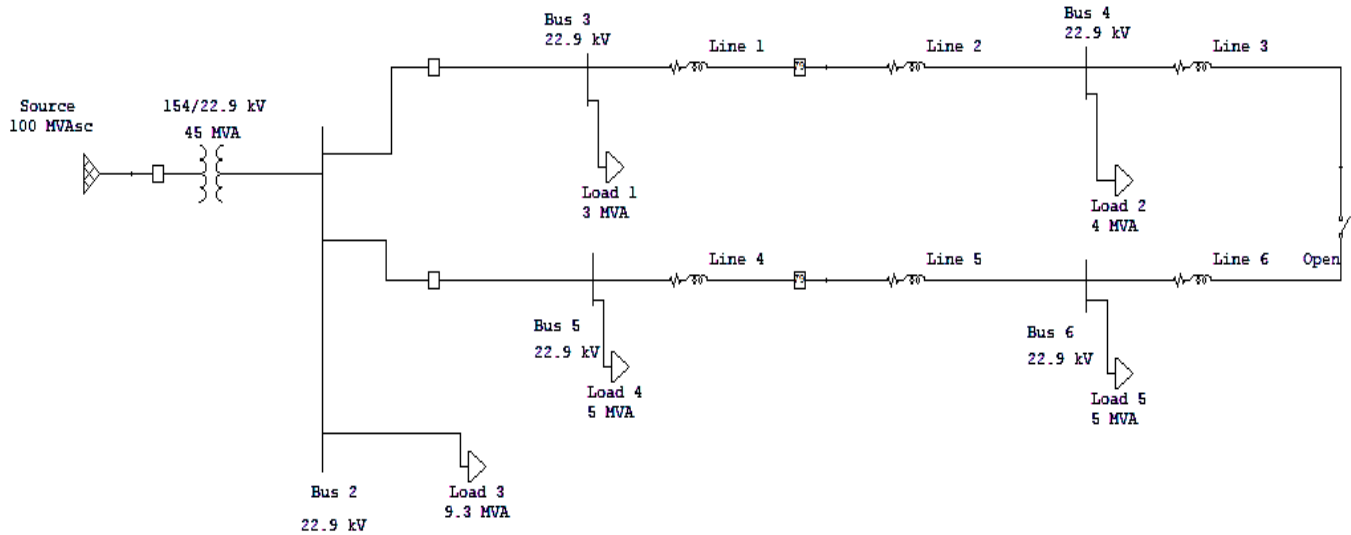 Source
100 MVAsc
154/22.9 kV
45 MVA
Bus 3
22.9 kV
Line 1
Line 2
Bus 4
22.9 kV
Line 3
Load 1
3 MVA
Load 2
4 MVA
Bus 5
22.9 kV
Line 4
Line 5
Line 6
Open
Load 4
5 MVA
Bus 6
22.9 kV
Load 5
5 MVA
Bus 2
22.9 kV
Load 3
9.3 MVA